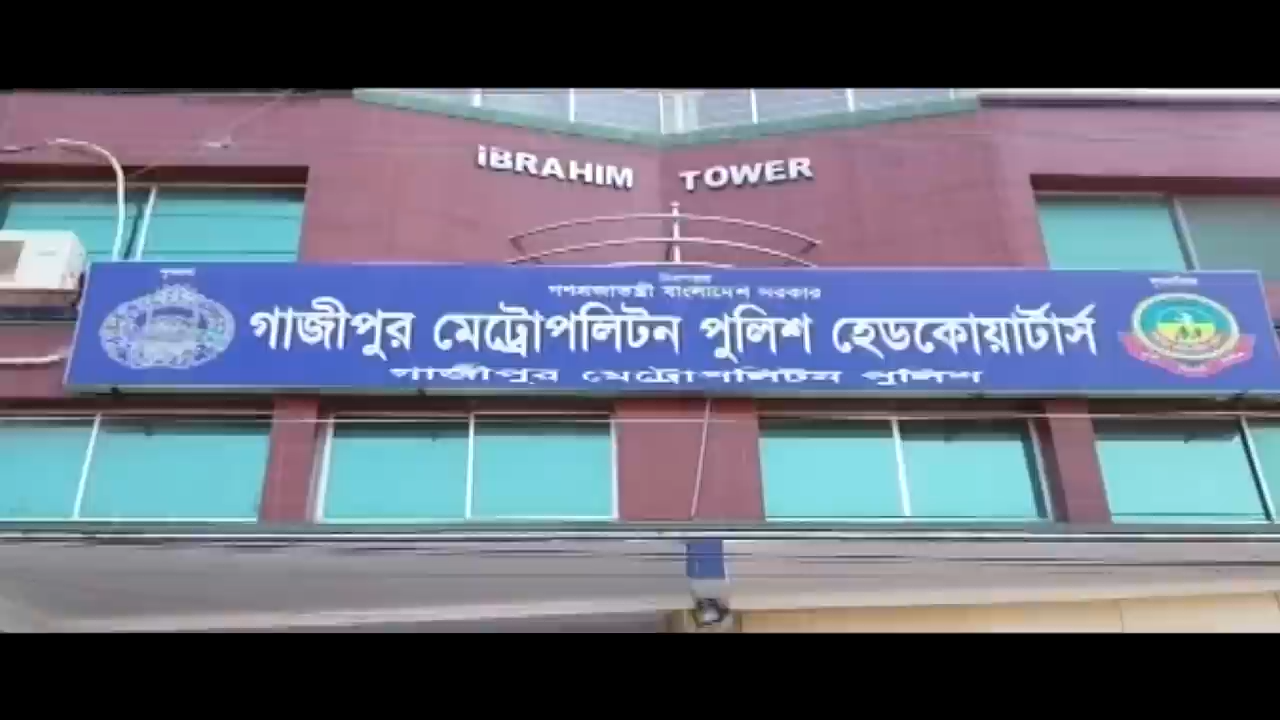 iBRAHIM TOWER
গণপ্রজাতন্ত্রী বাংলাদেশ সরকার
গাজীপুর মেট্রোপলিটন পুলিশ হেডকোয়ার্টার্স
গাজীপুর মেট্রোপলিটন পুলিশ